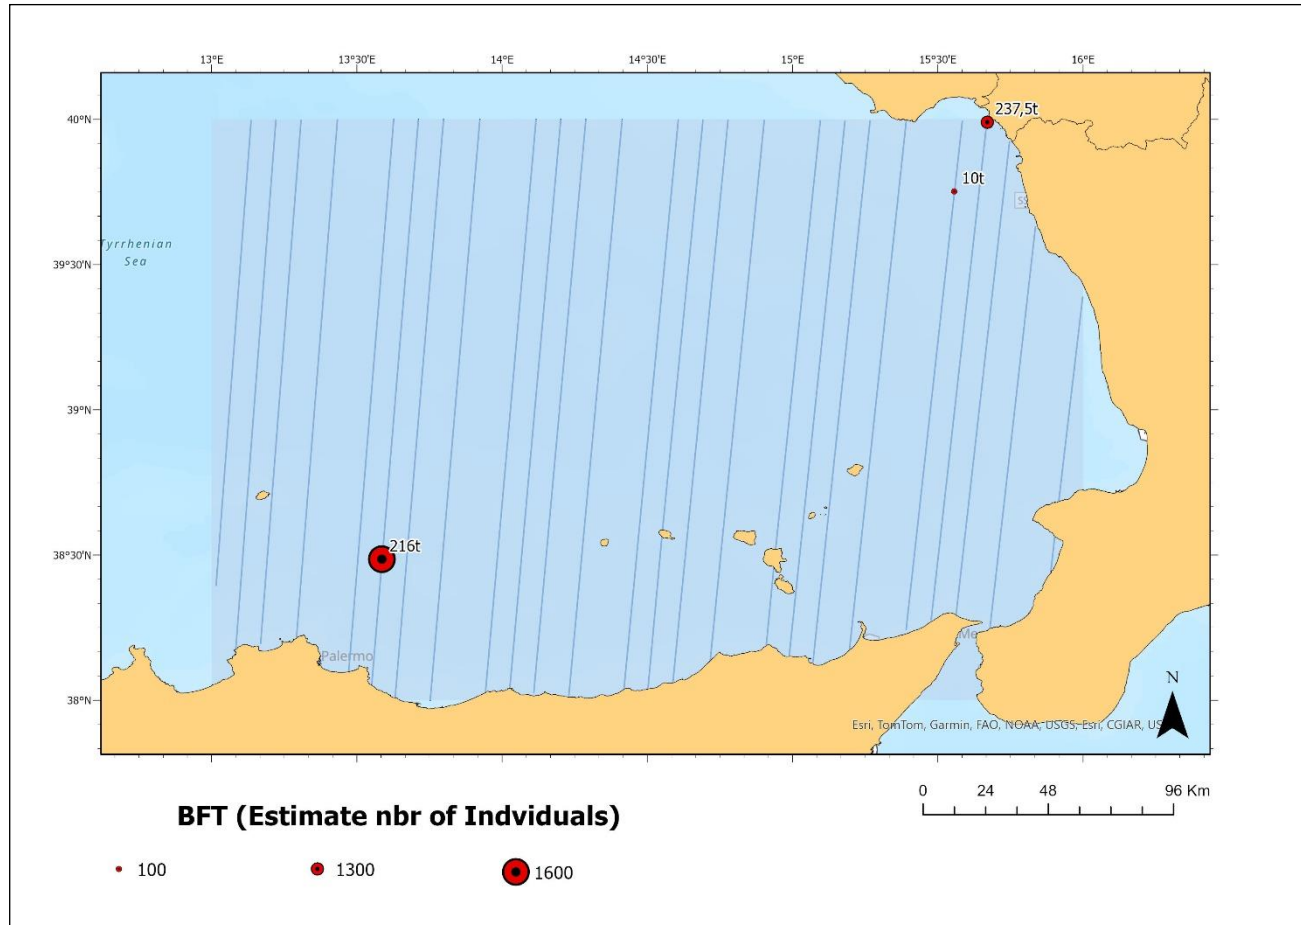 13°E 13°30'E 14°E 14°30'E 15°E 15°30'E 16°E
40°N
237,5t
10t
Tyrrhenian
Sea
39°30'N
39°N
38°30'N
216t
Palermo
Me
38°N
N
Esri, TomTom, Garmin, FAO, NOAA, USGS, Esri, CGIAR, US
0 24 48 96 Km
BFT (Estimate nbr of Indviduals)
100 1300 1600